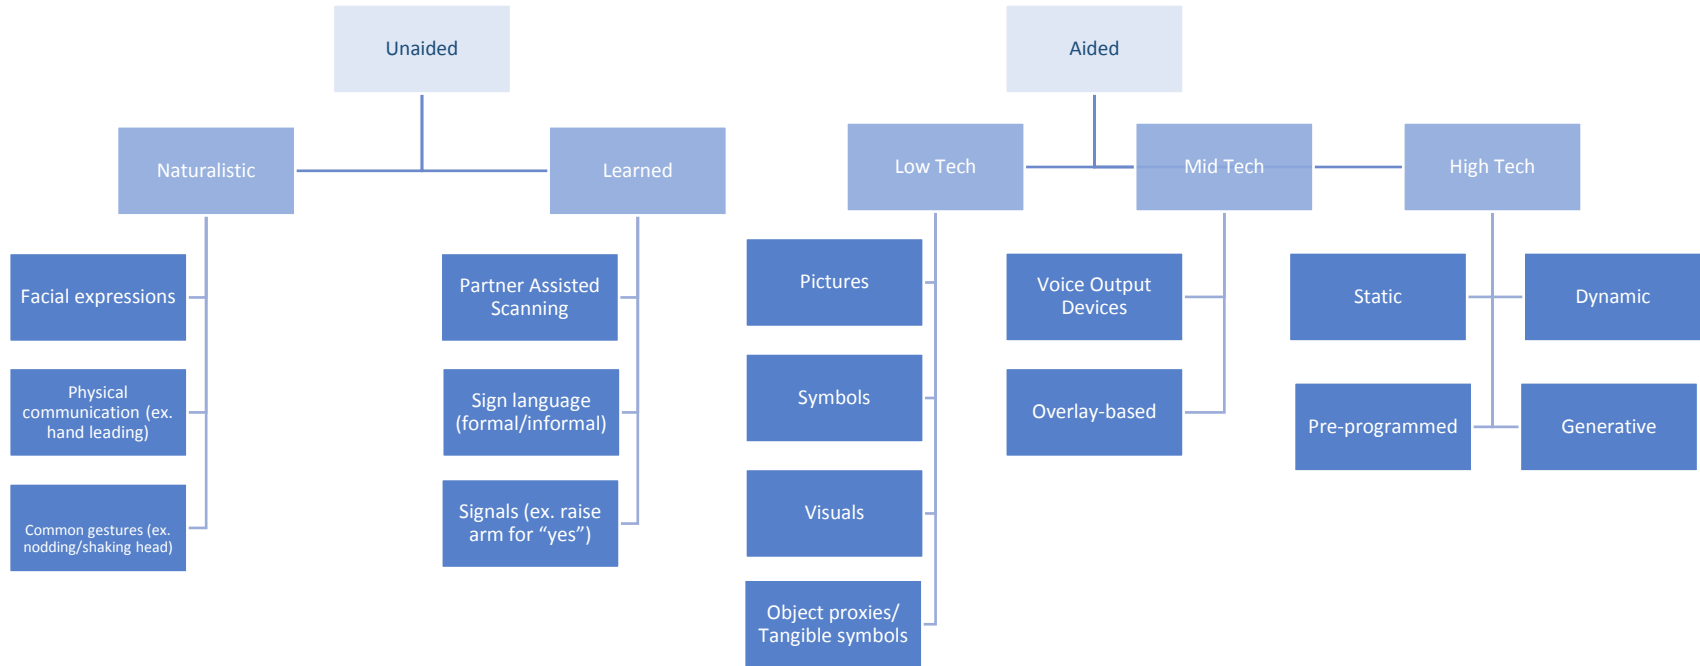 Unaided
Naturalistic
Learned
Facial expressions
Physical
communication (ex.
hand leading)
Common gestures (ex.
nodding/shaking head)
Partner Assisted
Scanning
Sign language
(formal/informal)
Signals (ex. raise
arm for “yes”)
Aided
Low Tech
Mid Tech
High Tech
Pictures
Symbols
Visuals
Object proxies/
Tangible symbols
Voice Output
Devices
Overlay-based
Static
Dynamic
Pre-programmed
Generative